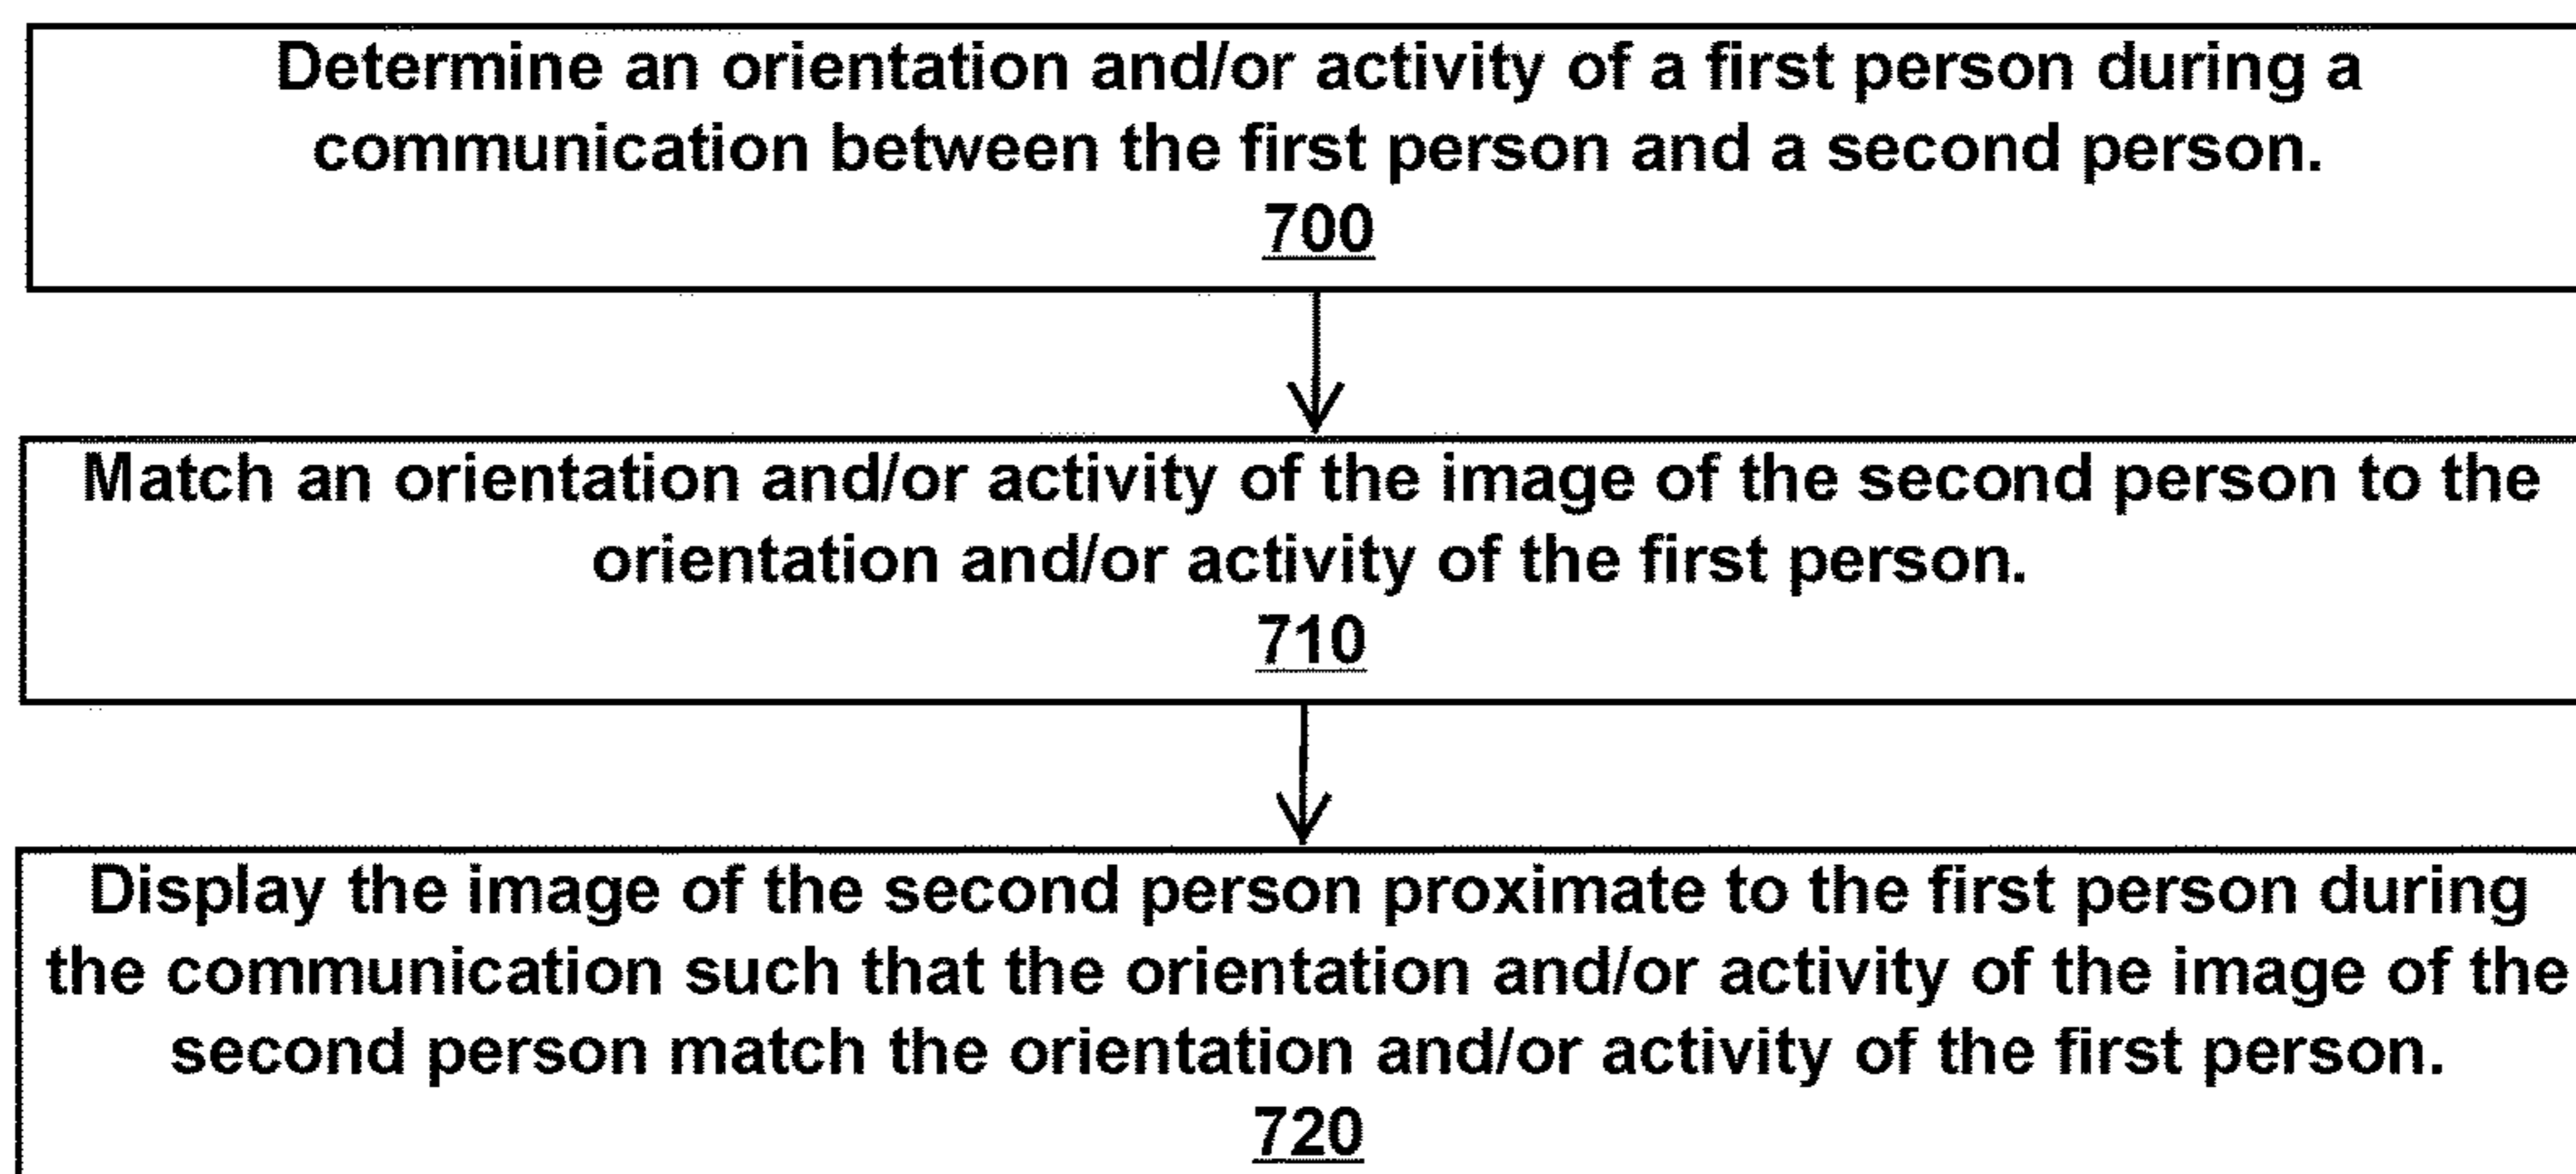 Determine an orientation and/or activity of a first person during a
communication between the first person and a second person.
700
Match an orientation and/or activity of the image of the second person to the
orientation and/or activity of the first person.
710
Display the image of the second person proximate to the first person during
the communication such that the orientation and/or activity of the image of the
second person match the orientation and/or activity of the first person.
720